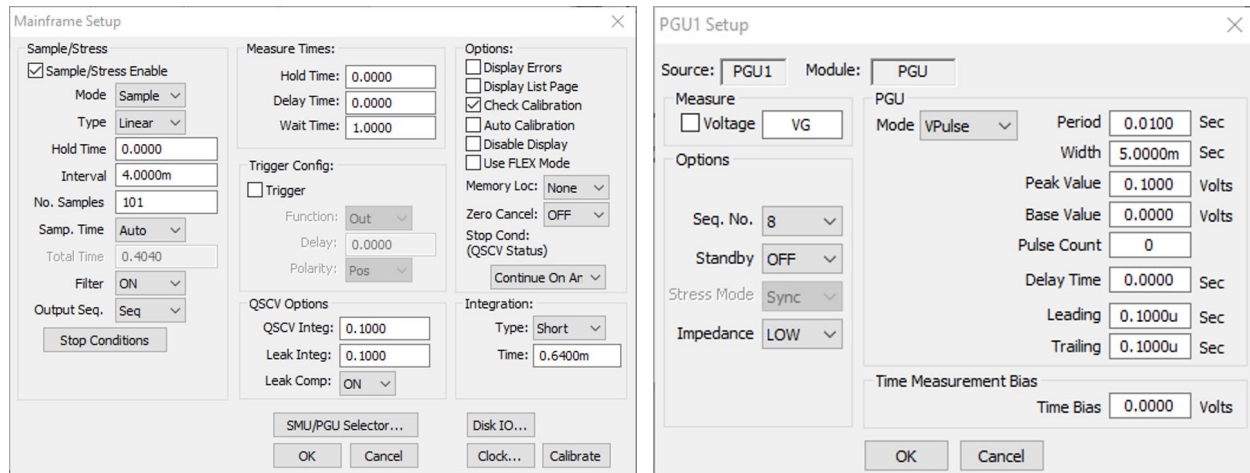 Mainframe Setup
Sample/Stress
Sample/Stress Enable
Mode Sample
Type Linear
Hold Time 0.0000
Interval 4.0000m
No. Samples 101
Samp. Time Auto
Total Time 0.4040
Filter ON
Output Seq. Seq
Stop Conditions
Measure Times:
Hold Time: 0.0000
Delay Time: 0.0000
Wait Time: 1.0000
Trigger Config:
Trigger
Function: Out
Delay: 0.0000
Polarity: Pos
QSCV Options
QSCV Integ: 0.1000
Leak Integ: 0.1000
Leak Comp: ON
Options:
Display Errors
Display List Page
Check Calibration
Auto Calibration
Disable Display
Use FLEX Mode
Memory Loc: None
Zero Cancel: OFF
Stop Cond:
(QSCV Status)
Continue On An
Integration:
Type: Short
Time: 0.6400m
SMU/PGU Selector...
Disk IO...
OK
Cancel
Clock...
Calibrate
PGU1 Setup
Source: PGU1 Module: PGU
Measure
Voltage VG
Options
Seq. No. 8
Standby OFF
Stress Mode Sync
Impedance LOW
PGU
Mode VPulse
Period 0.0100 Sec
Width 5.0000m Sec
Peak Value 0.1000 Volts
Base Value 0.0000 Volts
Pulse Count 0
Delay Time 0.0000 Sec
Leading 0.1000u Sec
Trailing 0.1000u Sec
Time Measurement Bias
Time Bias 0.0000 Volts
OK
Cancel